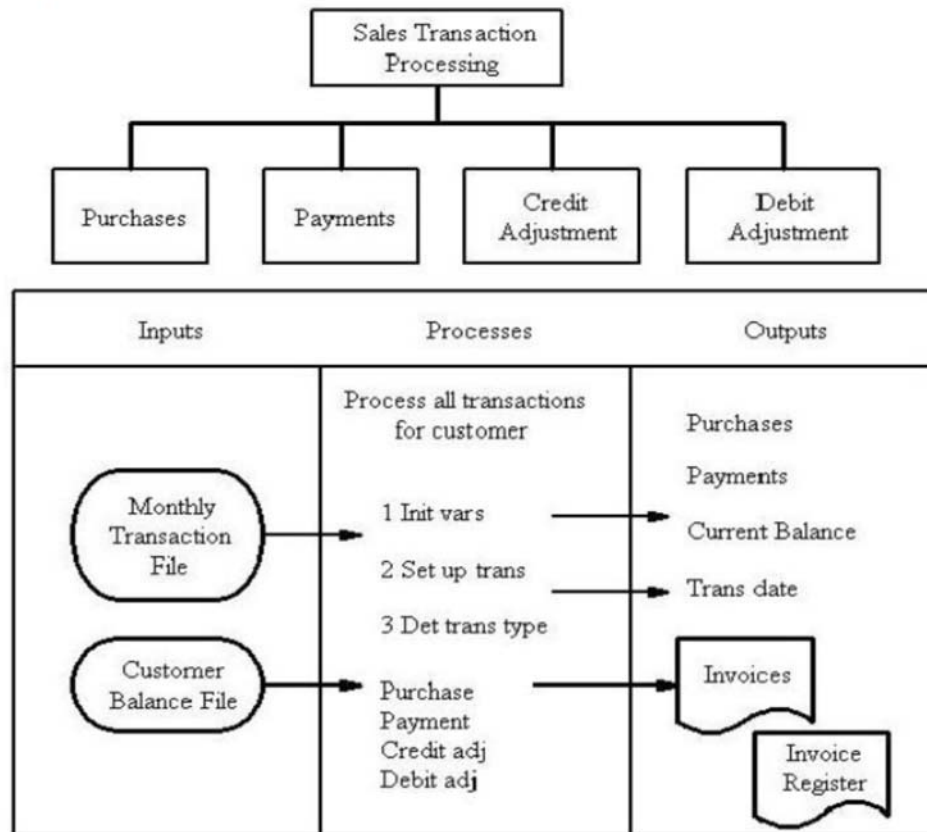 Sales Transaction
Processing
Purchases
Payments
Credit
Adjustment
Debit
Adjustment
Inputs
Processes
Outputs
Process all transactions
for customer
Monthly
Transaction
File
1 Init vars
2 Set up trans
3 Det trans type
Customer
Balance File
Purchase
Payment
Credit adj
Debit adj
Purchases
Payments
Current Balance
Trans date
Invoices
Invoice
Register